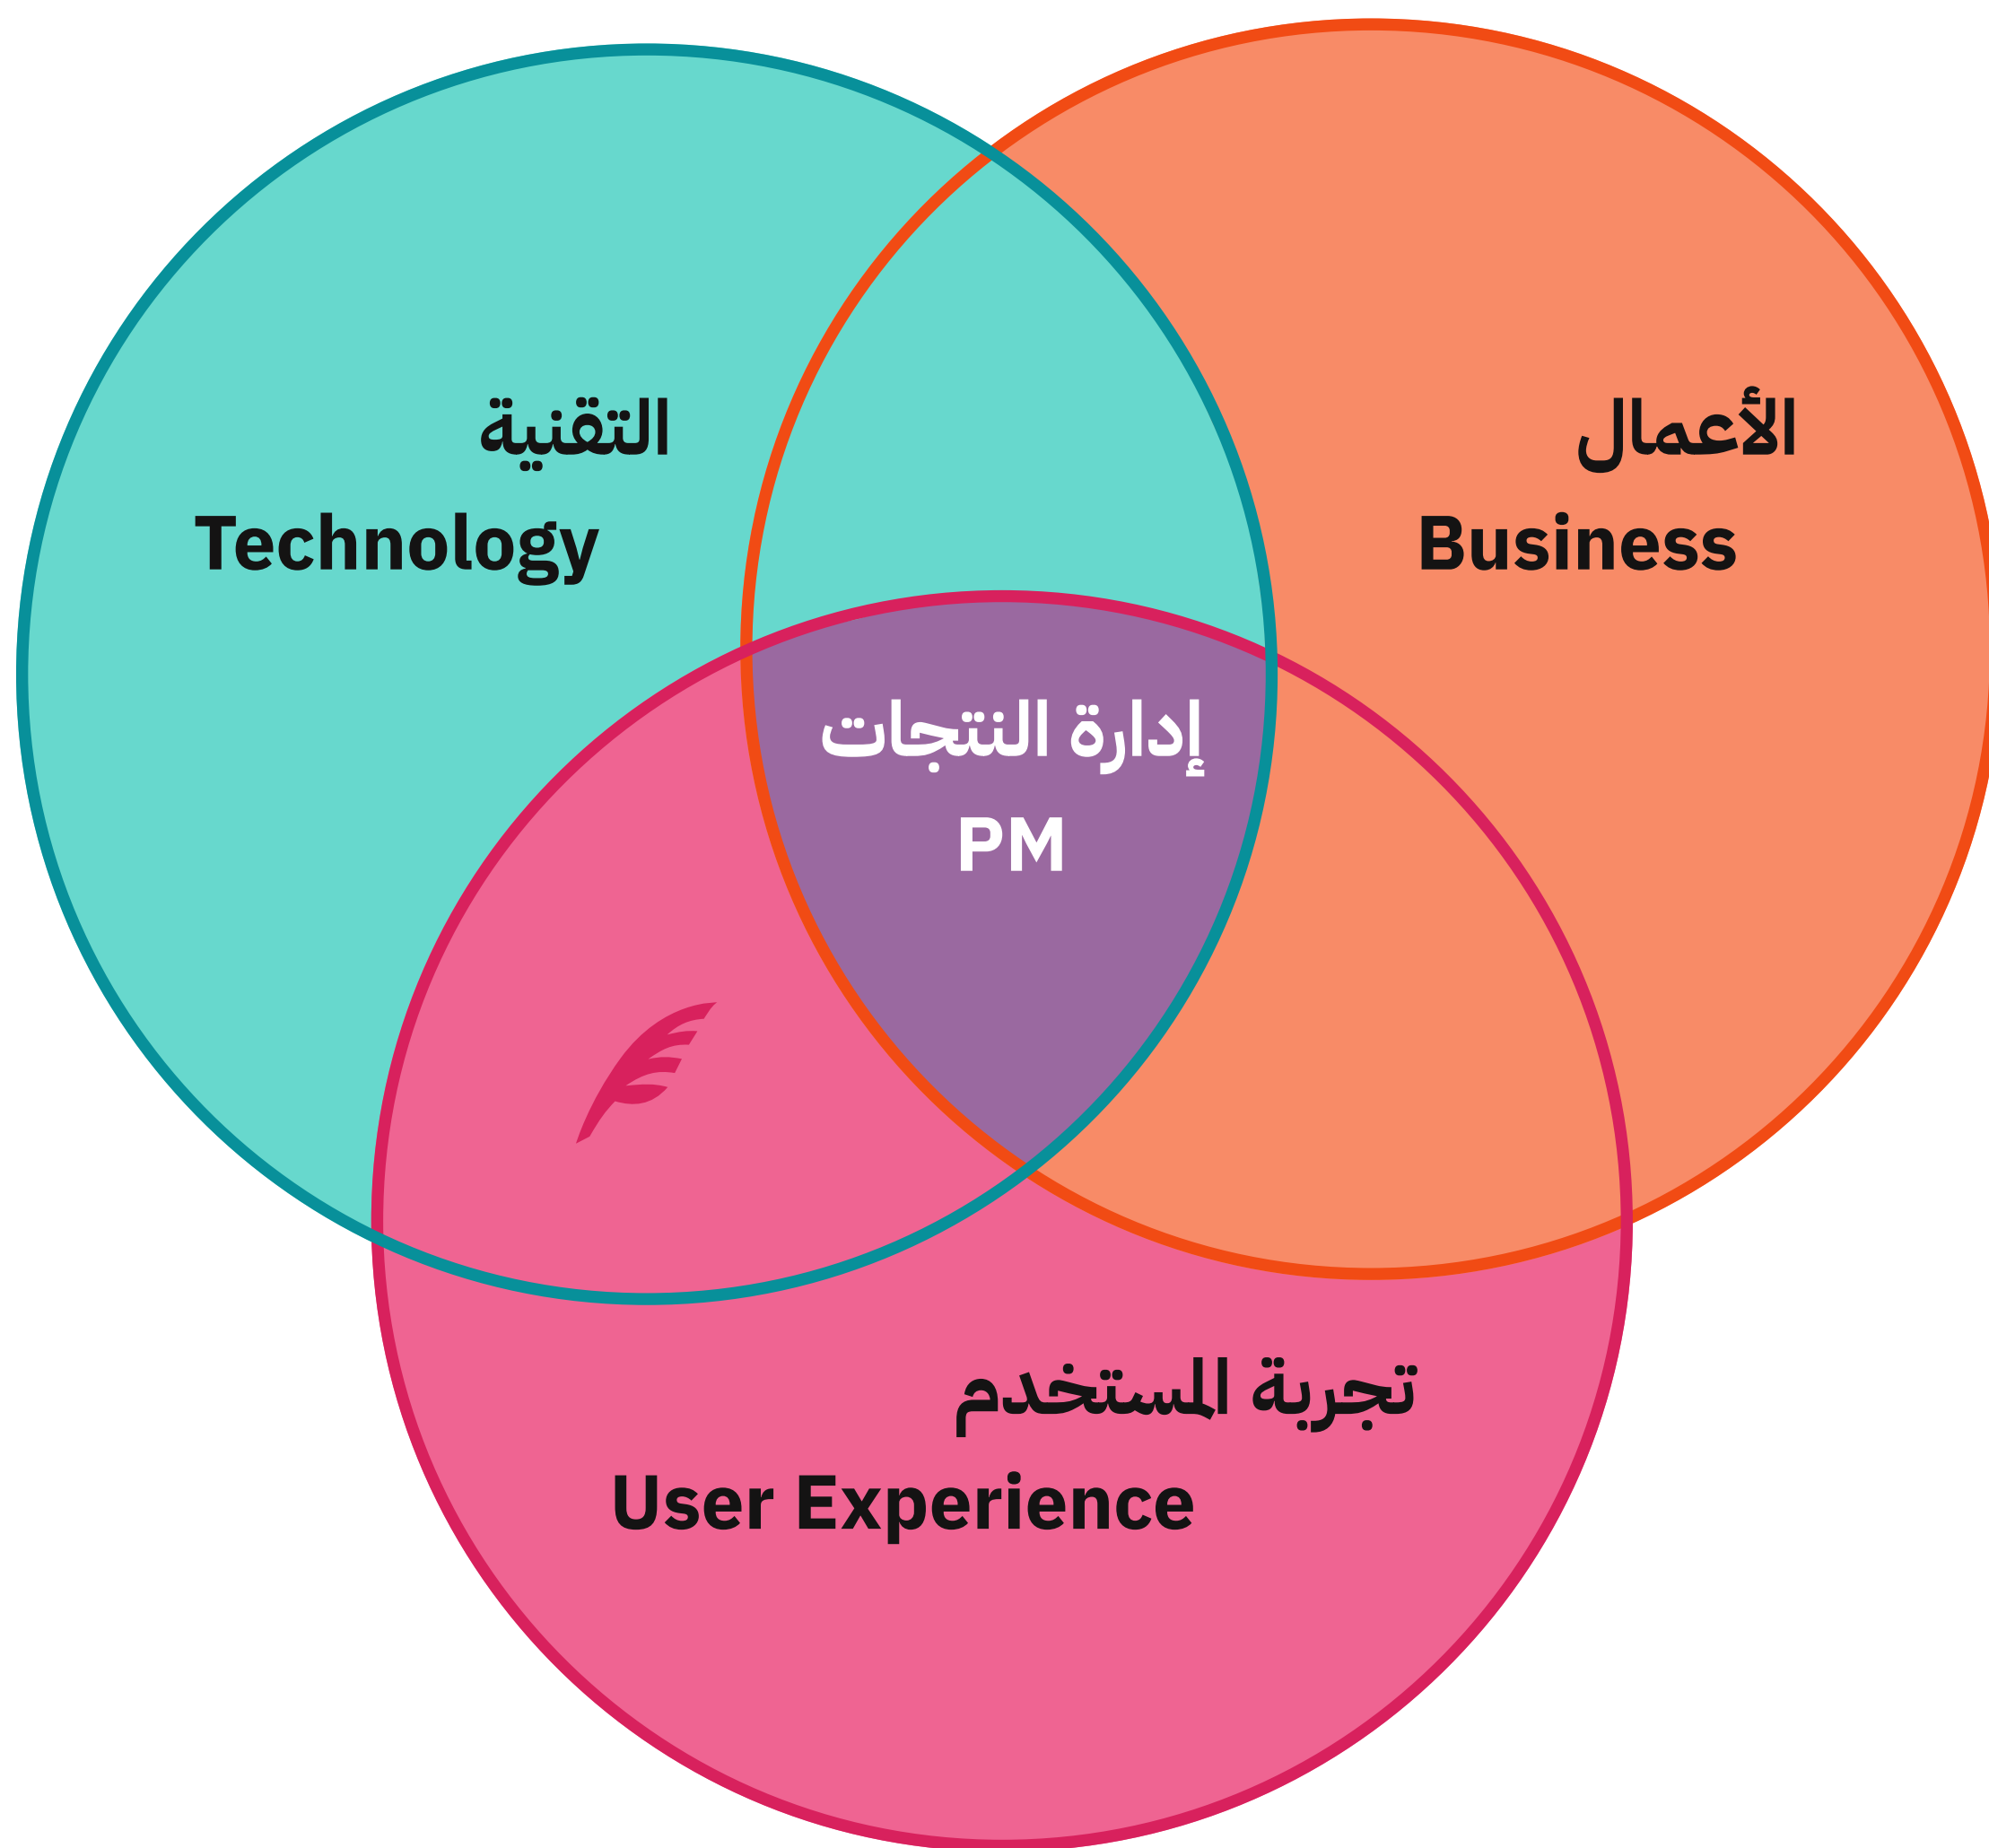 التقنية
Technology
الأعمال
Business
إدارة النتجات
PM
تجربة المستخدم
User Experience